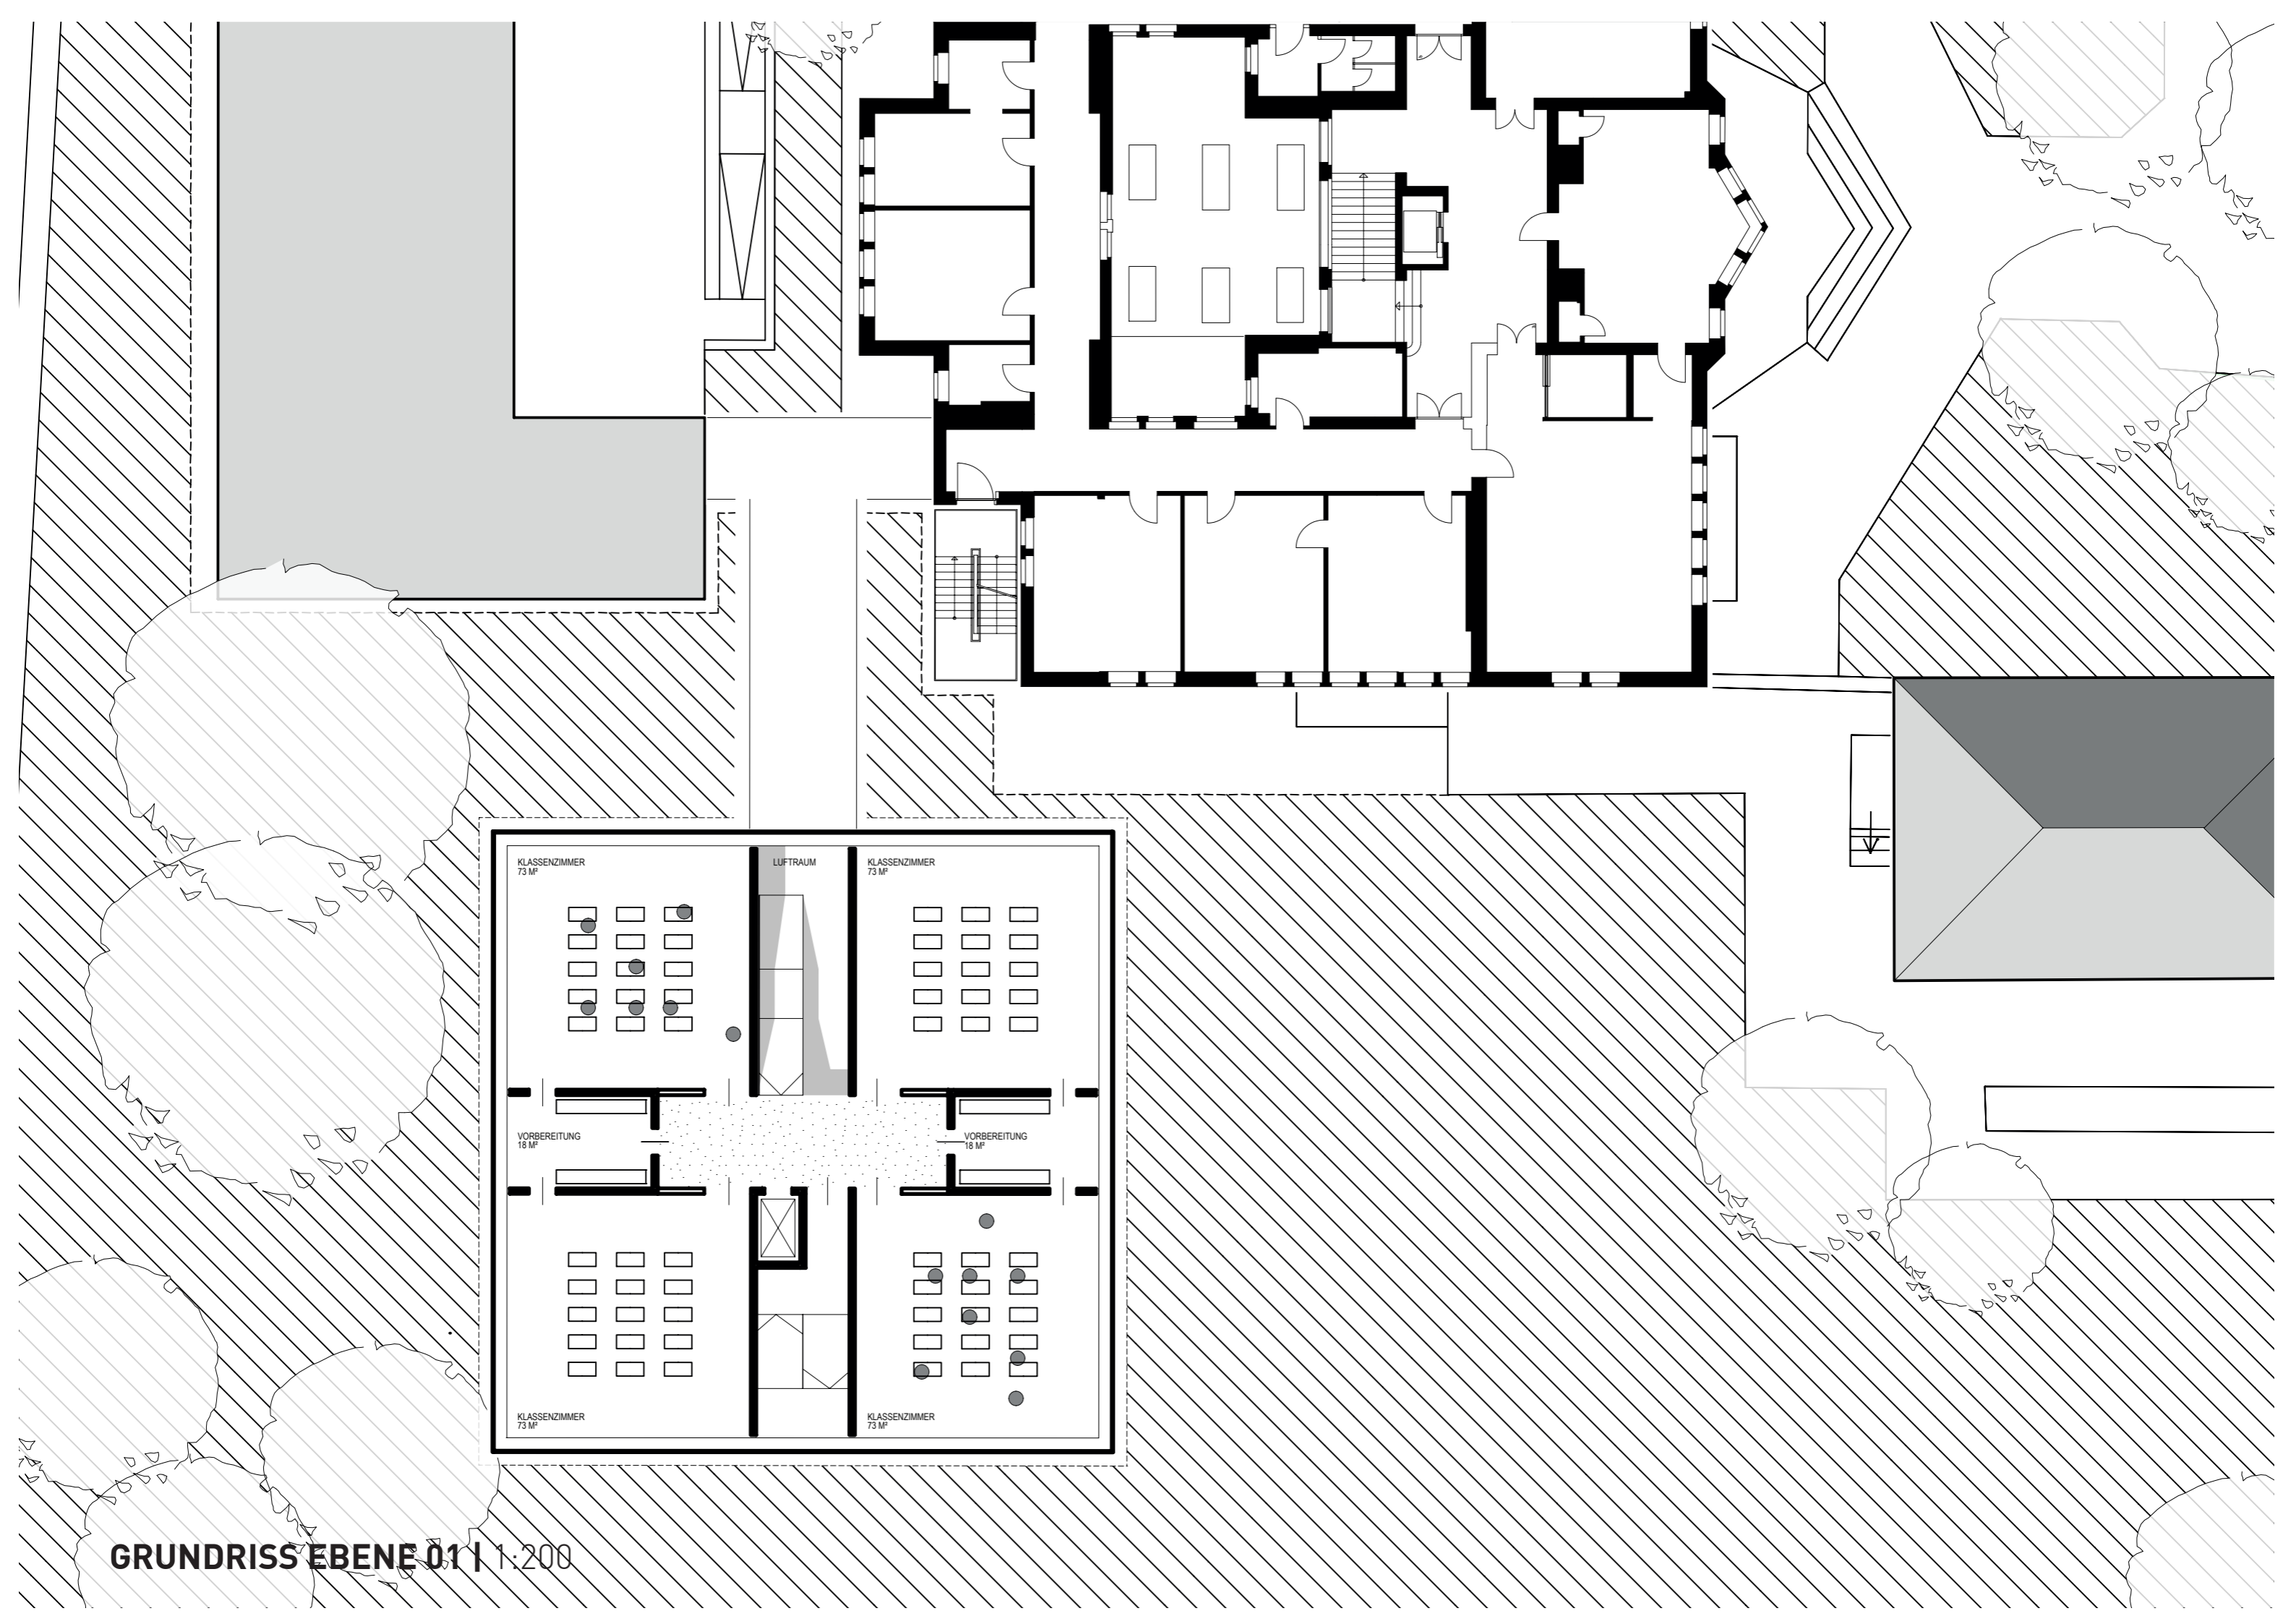 KLASSENZIMMER
73 M²
LUFTRAUM
KLASSENZIMMER
73 M²
VORBEREITUNG
18 M²
VORBEREITUNG
18 M²
KLASSENZIMMER
73 M²
KLASSENZIMMER
73 M²
GRUNDRISS EBENE 01 | 1:200